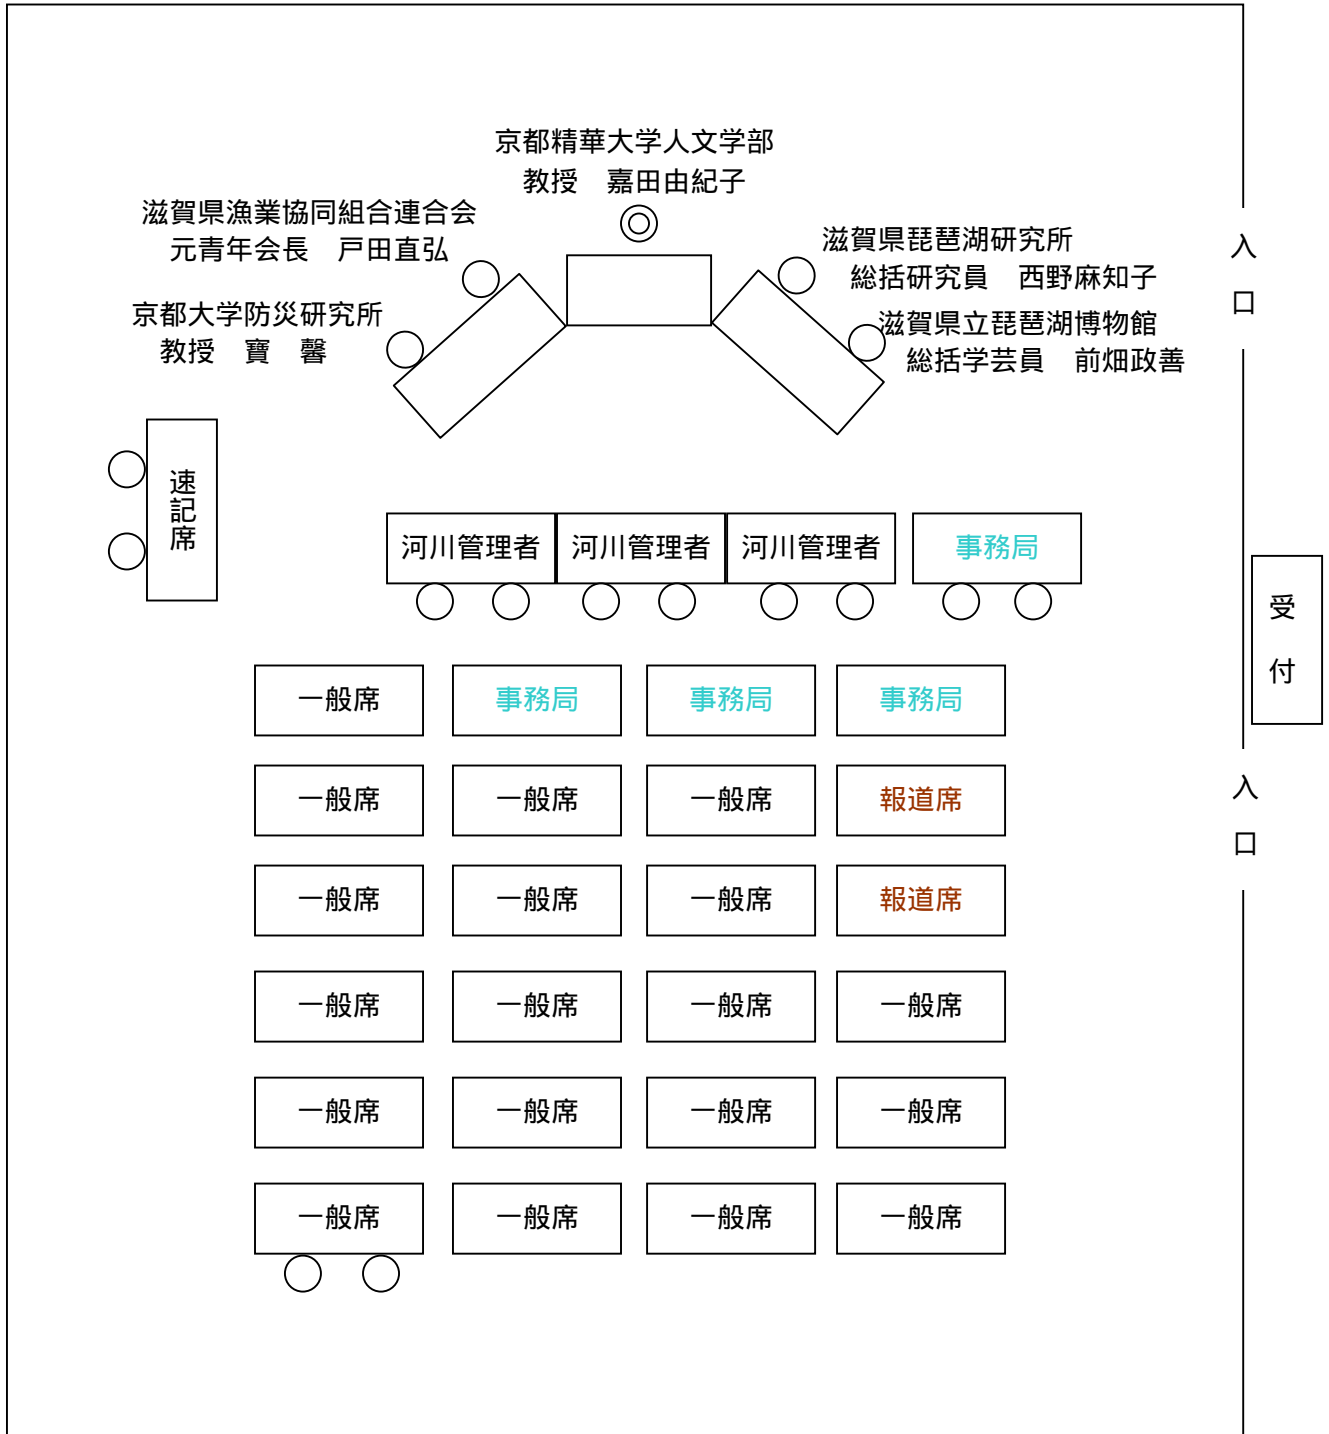 京都精華大学人文学部
教授　嘉田由紀子
滋賀県漁業協同組合連合会
元青年会長　戸田直弘
滋賀県琵琶湖研究所
総括研究員　西野麻知子
京都大学防災研究所
教授　寶　馨
滋賀県立琵琶湖博物館
総括学芸員　前畑政善
入口
速記席
河川管理者 河川管理者 河川管理者 事務局
受付
一般席 事務局 事務局 事務局
一般席 一般席 一般席 報道席
入口
一般席 一般席 一般席 報道席
一般席 一般席 一般席 一般席
一般席 一般席 一般席 一般席
一般席 一般席 一般席 一般席